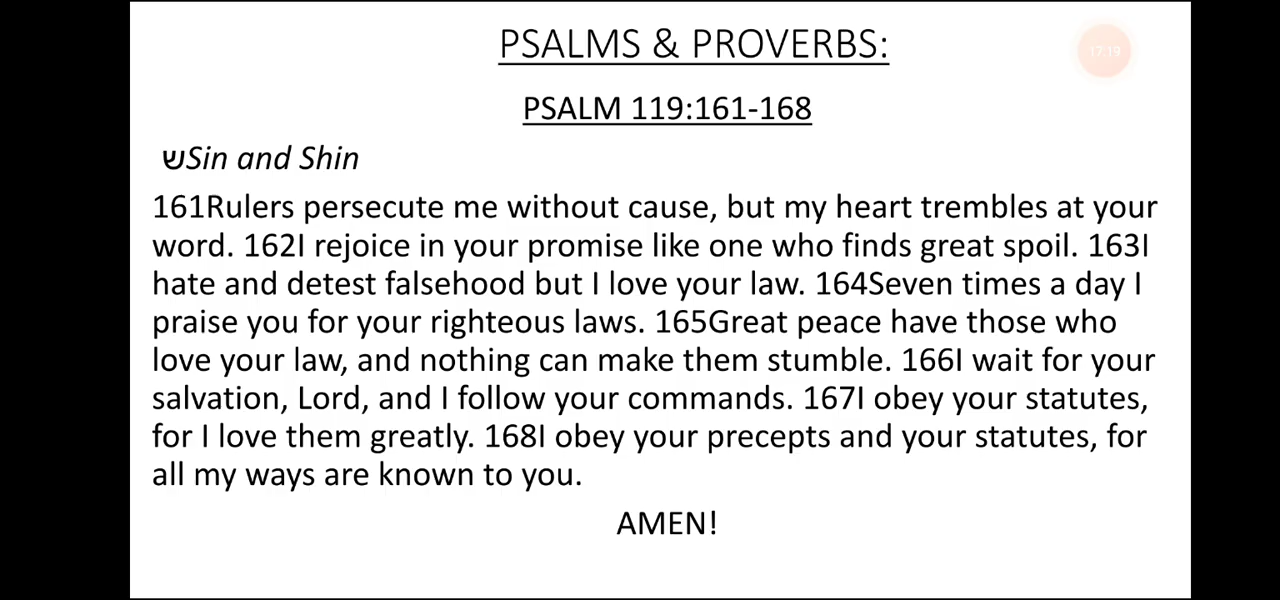 PSALMS & PROVERBS:
17:19
PSALM 119:161-168
שSin and Shin
161Rulers persecute me without cause, but my heart trembles at your
word. 162I rejoice in your promise like one who finds great spoil. 163I
hate and detest falsehood but I love your law. 164Seven times a day I
praise you for your righteous laws. 165Great peace have those who
love your law, and nothing can make them stumble. 166I wait for your
salvation, Lord, and I follow your commands. 167I obey your statutes,
for I love them greatly. 168I obey your precepts and your statutes, for
all my ways are known to you.
AMEN!